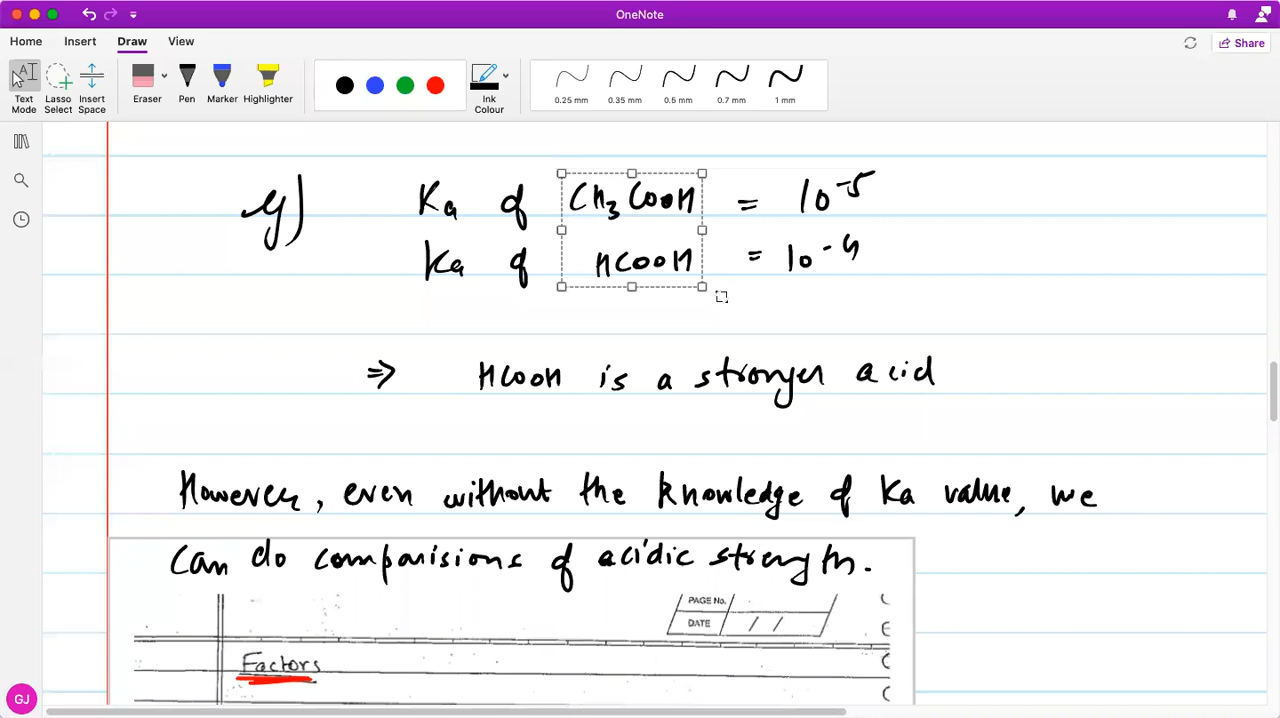 OneNote
Home Insert Draw View
Share
Text Mode
Lasso Select
Insert Space
Eraser
Pen
Marker
Highlighter
Ink Colour
0.25 mm
0.35 mm
0.5 mm
0.7 mm
1 mm
eg) Ka of CH₃COOH = 10⁻⁵
Ka of HCOOH = 10⁻⁴
⇒ HCOOH is a stronger acid
However, even without the knowledge of Ka value, we
can do comparisions of acidic strength.
PAGE No.
DATE / /
Factors
GJ